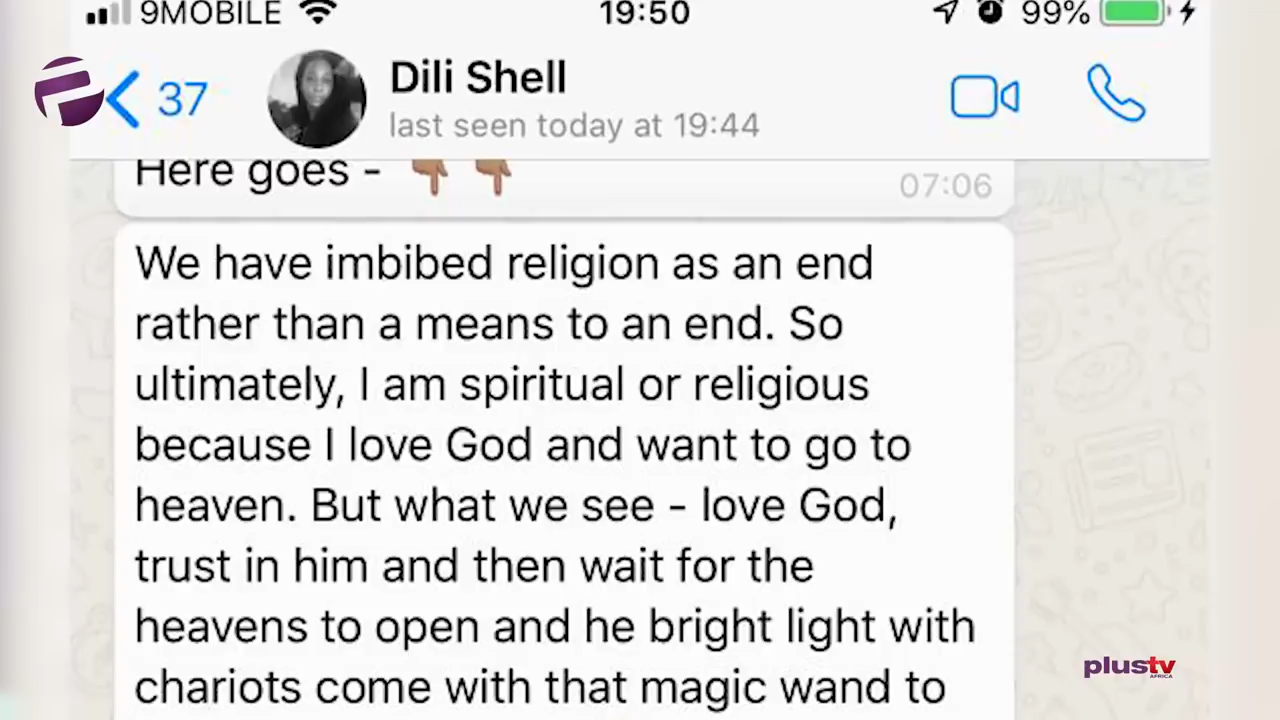 9MOBILE 19:50 99%
37 Dili Shell
last seen today at 19:44
Here goes - 👇🏽 👇🏽 07:06
We have imbibed religion as an end
rather than a means to an end. So
ultimately, I am spiritual or religious
because I love God and want to go to
heaven. But what we see - love God,
trust in him and then wait for the
heavens to open and he bright light with
chariots come with that magic wand to
plustv
AFRICA